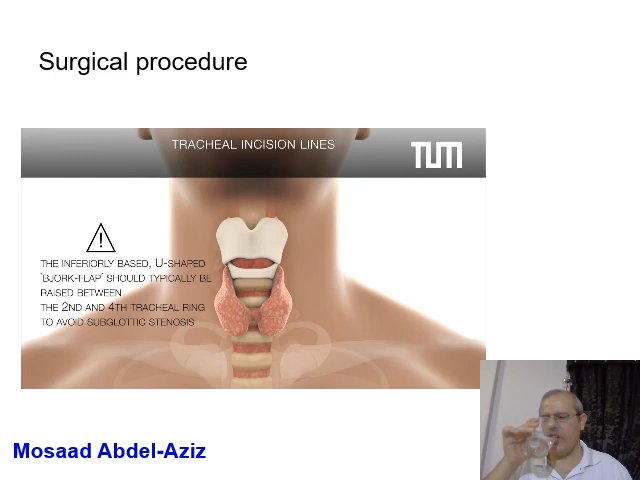 Surgical procedure
TRACHEAL INCISION LINES
TUM
!
THE INFERIORLY BASED, U-SHAPED
'BJORK-FLAP' SHOULD TYPICALLY BE
RAISED BETWEEN
THE 2ND AND 4TH TRACHEAL RING
TO AVOID SUBGLOTTIC STENOSIS
Mosaad Abdel-Aziz